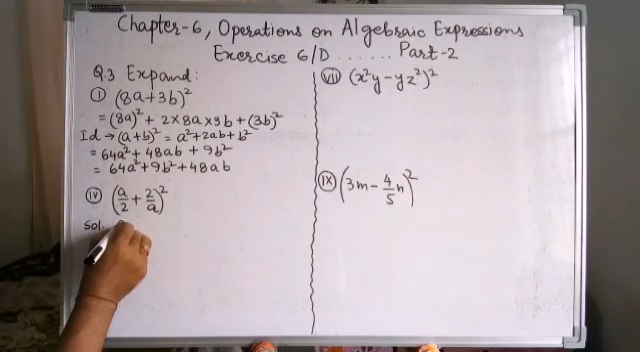 Chapter-6, Operations on Algebraic Expressions
Exercise 6/D ...... Part-2
Q.3 Expand:
(i) (8a+3b)²
= (8a)² + 2×8a×3b + (3b)²
Id → (a+b)² = a²+2ab+b²
= 64a² + 48ab + 9b²
= 64a²+9b²+48ab
(iv) (a/2 + 2/a)²
Sol.
(vii) (x²y - yz²)²
(ix) (3m - 4/5 n)²